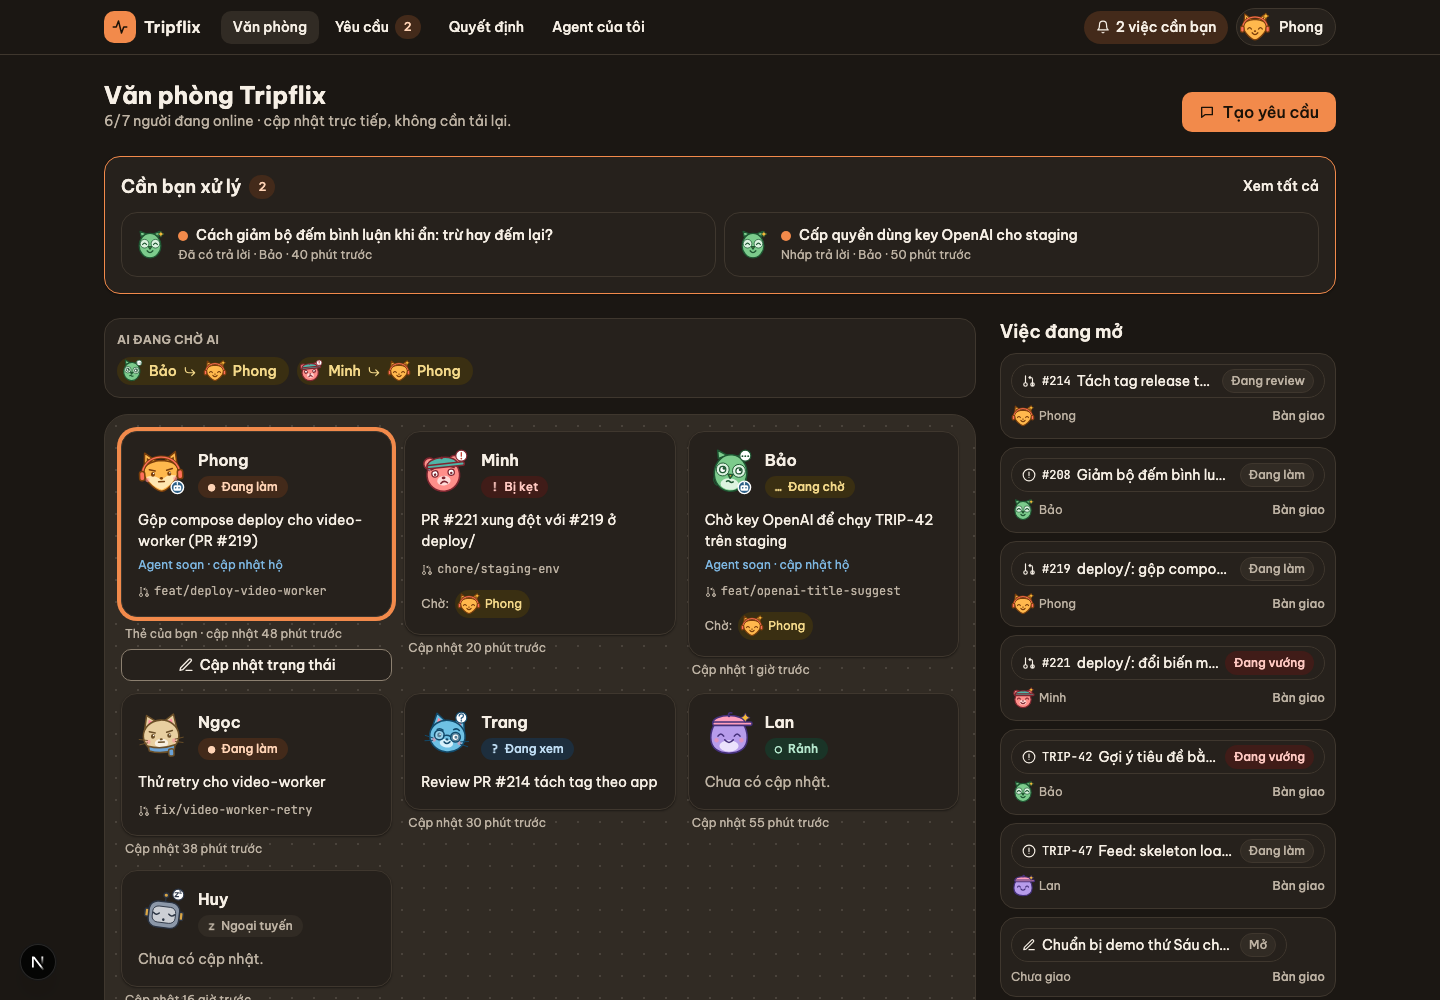 Tripflix
Văn phòng
Yêu cầu 2
Quyết định
Agent của tôi
2 việc cần bạn
Phong
Văn phòng Tripflix
6/7 người đang online · cập nhật trực tiếp, không cần tải lại.
Tạo yêu cầu
Cần bạn xử lý 2
Xem tất cả
Cách giảm bộ đếm bình luận khi ẩn: trừ hay đếm lại?
Đã có trả lời · Bảo · 40 phút trước
Cấp quyền dùng key OpenAI cho staging
Nháp trả lời · Bảo · 50 phút trước
AI ĐANG CHỜ AI
Bảo ↪ Phong
Minh ↪ Phong
Phong
Đang làm
Gộp compose deploy cho video-
worker (PR #219)
Agent soạn · cập nhật hộ
feat/deploy-video-worker
Thẻ của bạn · cập nhật 48 phút trước
Cập nhật trạng thái
Minh
! Bị kẹt
PR #221 xung đột với #219 ở
deploy/
chore/staging-env
Chờ: Phong
Cập nhật 20 phút trước
Bảo
… Đang chờ
Chờ key OpenAI để chạy TRIP-42
trên staging
Agent soạn · cập nhật hộ
feat/openai-title-suggest
Chờ: Phong
Cập nhật 1 giờ trước
Ngọc
Đang làm
Thử retry cho video-worker
fix/video-worker-retry
Cập nhật 38 phút trước
Trang
? Đang xem
Review PR #214 tách tag theo app
Cập nhật 30 phút trước
Lan
Rảnh
Chưa có cập nhật.
Cập nhật 55 phút trước
Huy
z Ngoại tuyến
Chưa có cập nhật.
Cập nhật 16 giờ trước
Việc đang mở
#214 Tách tag release t... Đang review
Phong Bàn giao
#208 Giảm bộ đếm bình lu... Đang làm
Bảo Bàn giao
#219 deploy/: gộp compo... Đang làm
Phong Bàn giao
#221 deploy/: đổi biến m... Đang vướng
Minh Bàn giao
TRIP-42 Gợi ý tiêu đề bằ... Đang vướng
Bảo Bàn giao
TRIP-47 Feed: skeleton loa... Đang làm
Lan Bàn giao
Chuẩn bị demo thứ Sáu ch... Mở
Chưa giao Bàn giao
N